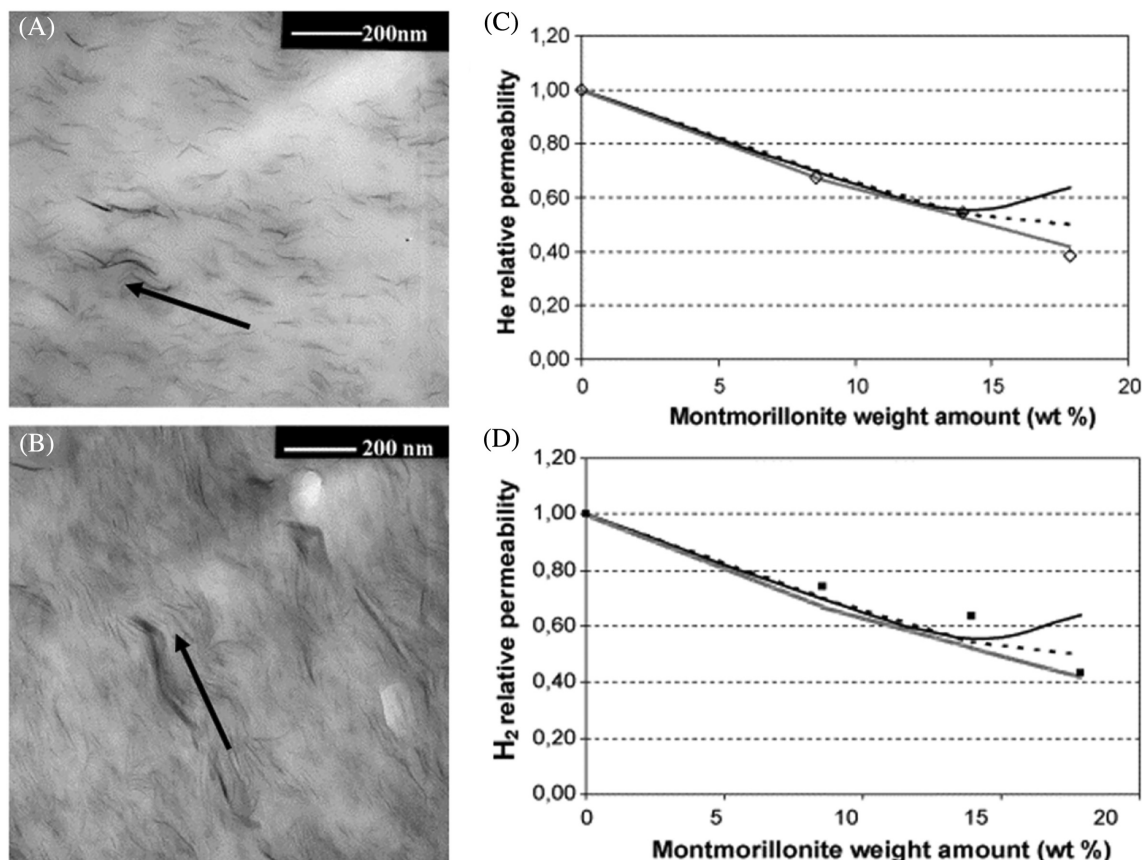 (A)
200nm
(B)
200 nm
(C)
1,20
1,00
0,80
0,60
0,40
0,20
0,00
He relative permeability
0
5
10
15
20
Montmorillonite weight amount (wt %)
(D)
1,20
1,00
0,80
0,60
0,40
0,20
0,00
H₂ relative permeability
0
5
10
15
20
Montmorillonite weight amount (wt %)